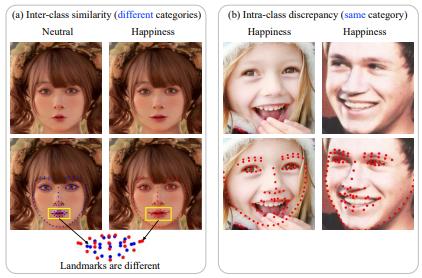 (a) Inter-class similarity (different categories)
Neutral
Happiness
Landmarks are different
(b) Intra-class discrepancy (same category)
Happiness
Happiness